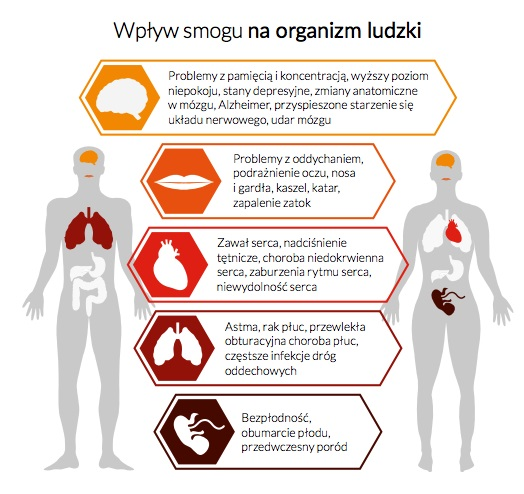 Wpływ smogu na organizm ludzki
Problemy z pamięcią i koncentracją, wyższy poziom
niepokoju, stany depresyjne, zmiany anatomiczne
w mózgu, Alzheimer, przyspieszone starzenie się
układu nerwowego, udar mózgu
Problemy z oddychaniem,
podrażnienie oczu, nosa
i gardła, kaszel, katar,
zapalenie zatok
Zawał serca, nadciśnienie
tętnicze, choroba niedokrwienna
serca, zaburzenia rytmu serca,
niewydolność serca
Astma, rak płuc, przewlekła
obturacyjna choroba płuc,
częstsze infekcje dróg
oddechowych
Bezpłodność,
obumarcie płodu,
przedwczesny poród